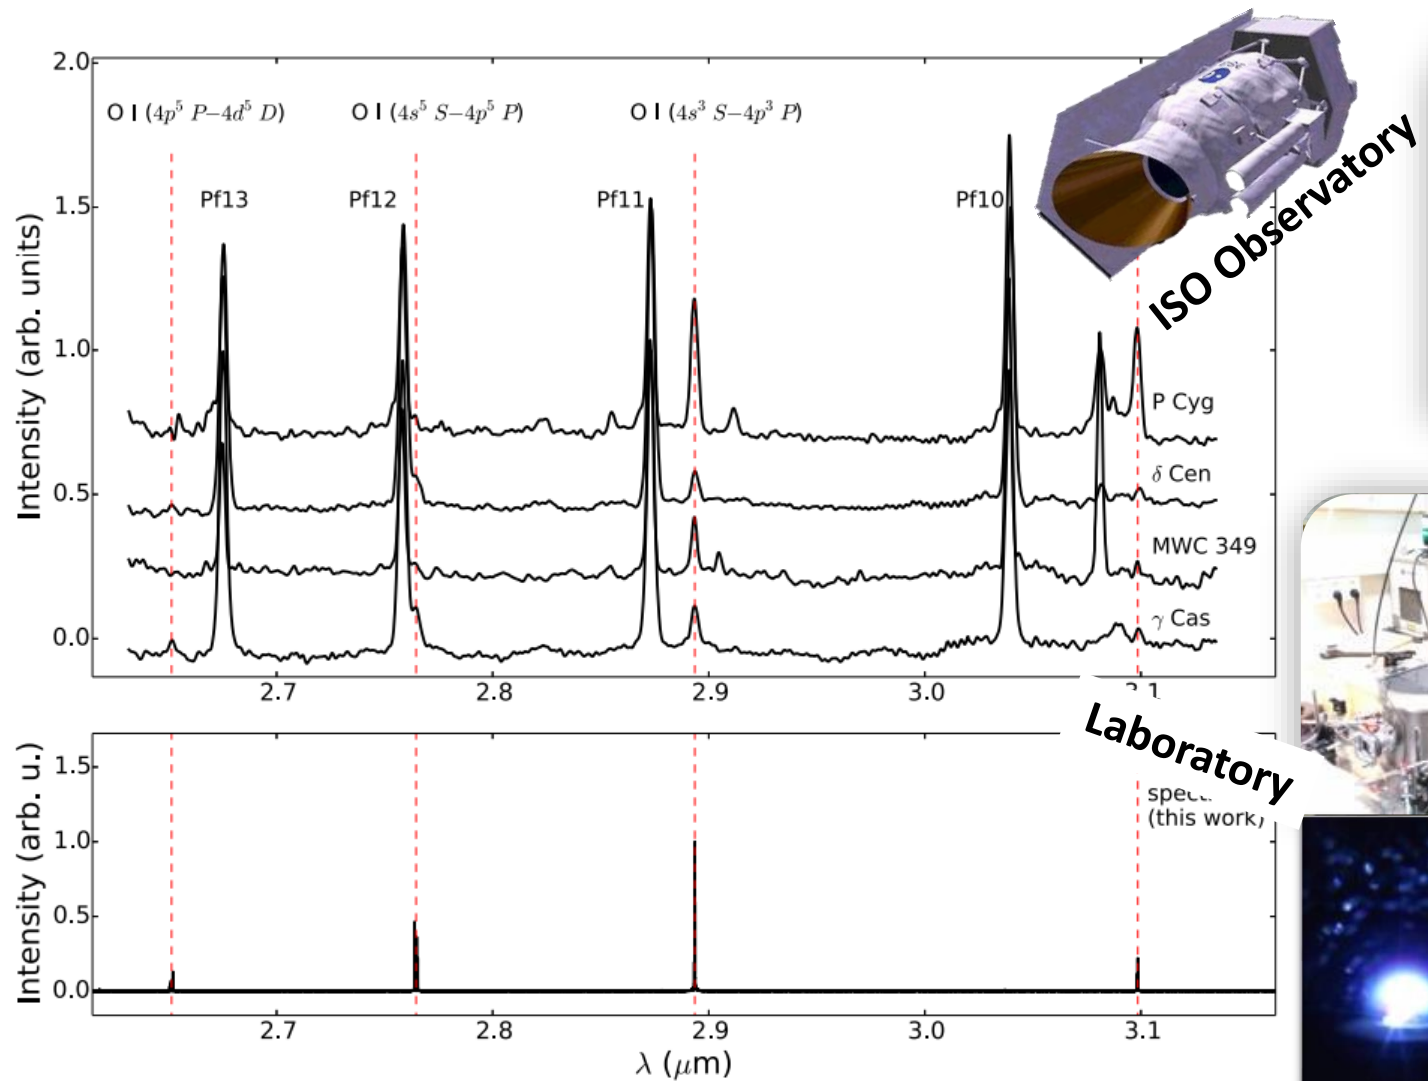 2.0
O I (4p⁵ P−4d⁵ D)
O I (4s⁵ S−4p⁵ P)
O I (4s³ S−4p³ P)
Pf13
Pf12
Pf11
Pf10
1.5
1.0
0.5
0.0
Intensity (arb. units)
ISO Observatory
P Cyg
δ Cen
MWC 349
γ Cas
2.7
2.8
2.9
3.0
Laboratory
(this work)
1.5
1.0
0.5
0.0
Intensity (arb. u.)
2.7
2.8
2.9
3.0
3.1
λ (μm)